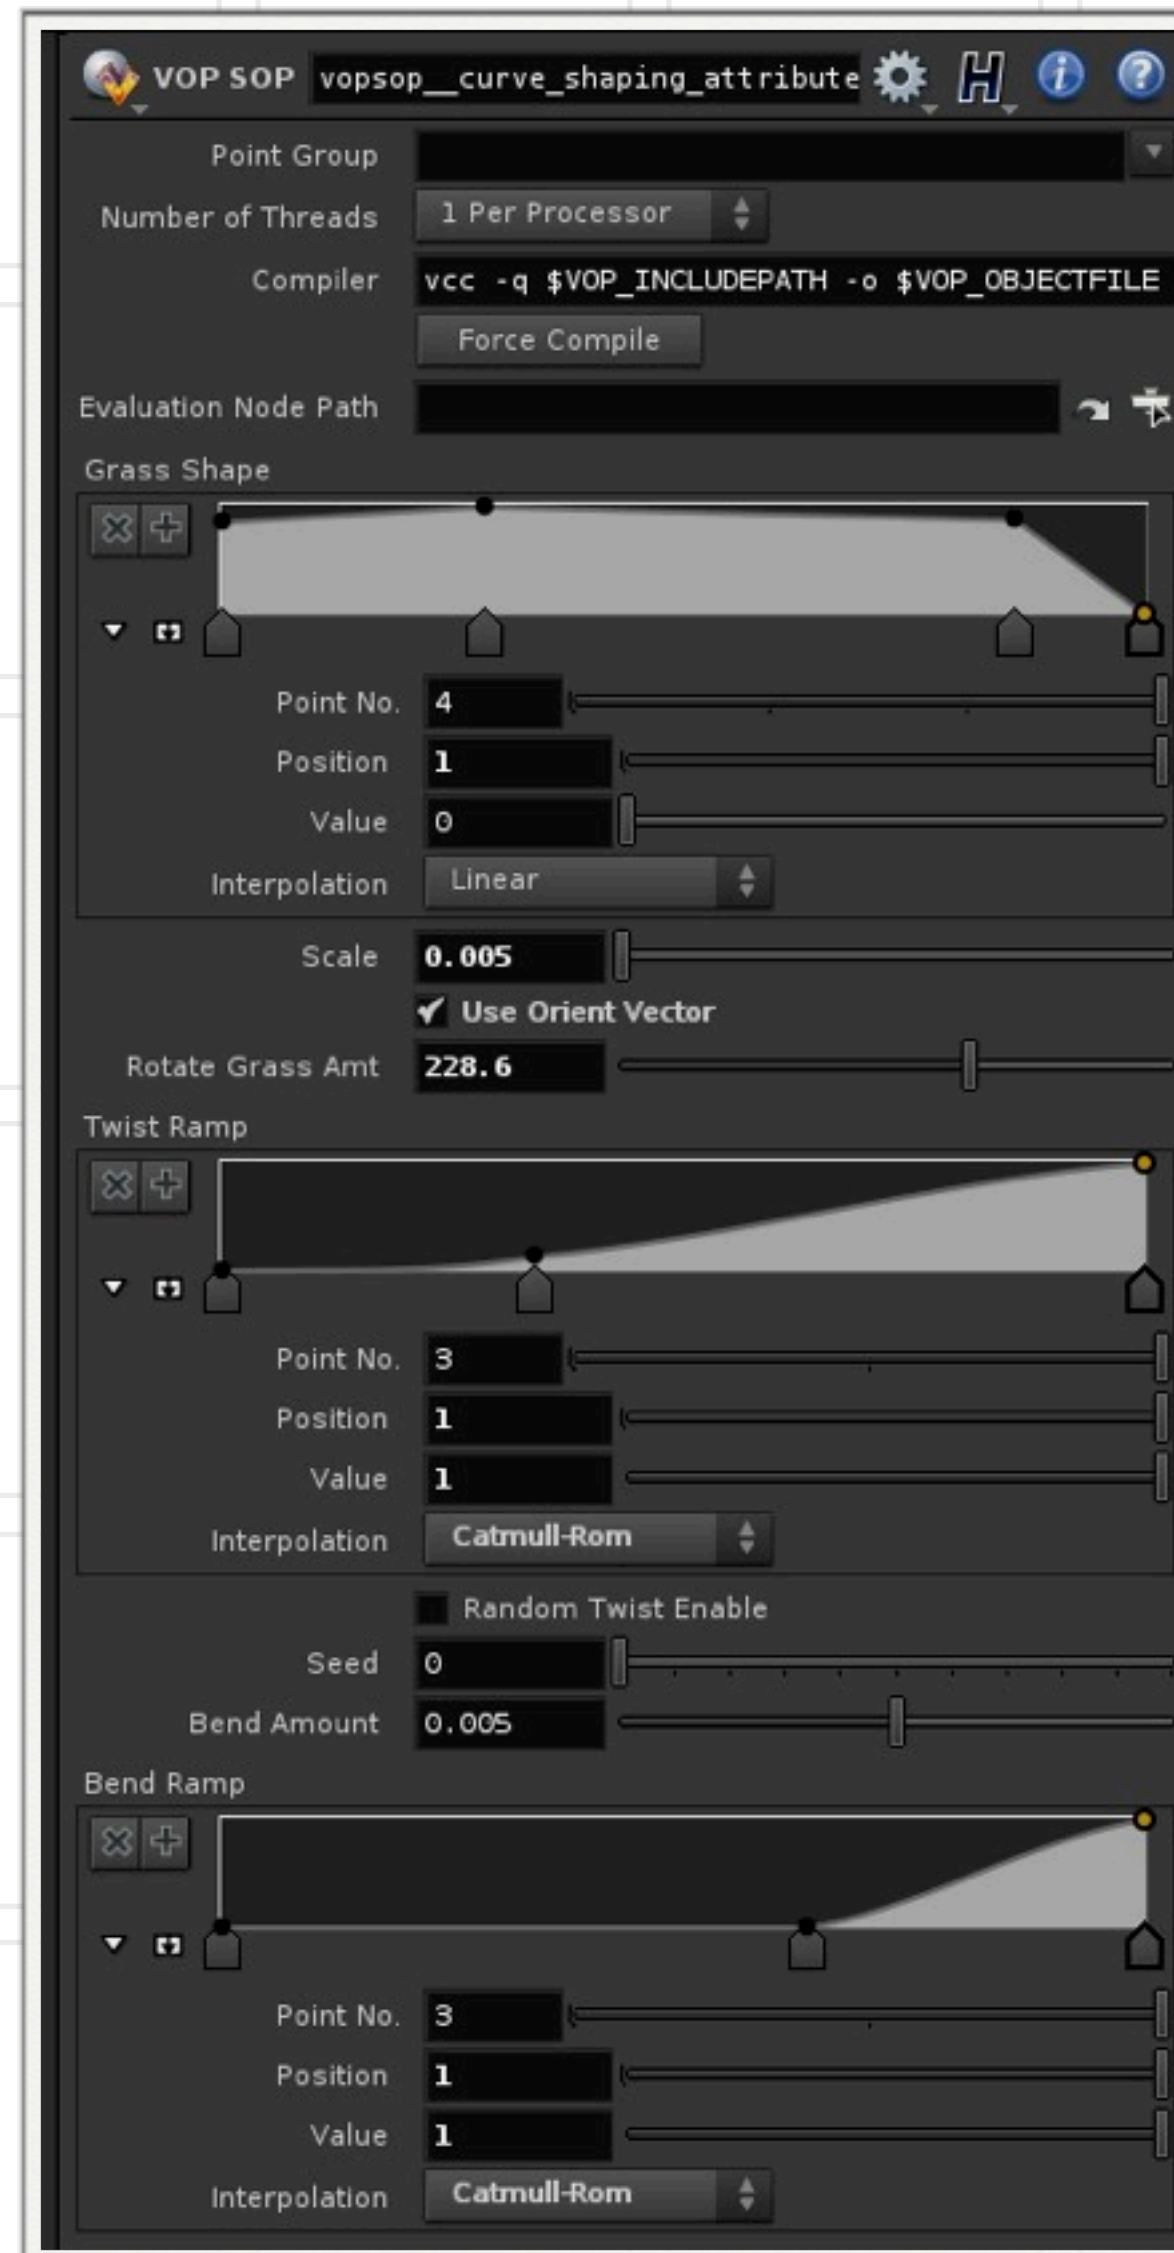 VOP SOP vopsop__curve_shaping_attribute
Point Group
Number of Threads 1 Per Processor
Compiler vcc -q $VOP_INCLUDEPATH -o $VOP_OBJECTFILE
Force Compile
Evaluation Node Path
Grass Shape
Point No. 4
Position 1
Value 0
Interpolation Linear
Scale 0.005
Use Orient Vector
Rotate Grass Amt 228.6
Twist Ramp
Point No. 3
Position 1
Value 1
Interpolation Catmull-Rom
Random Twist Enable
Seed 0
Bend Amount 0.005
Bend Ramp
Point No. 3
Position 1
Value 1
Interpolation Catmull-Rom